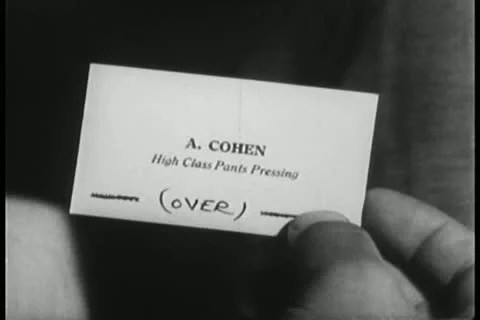 A. COHEN
High Class Pants Pressing
(OVER)